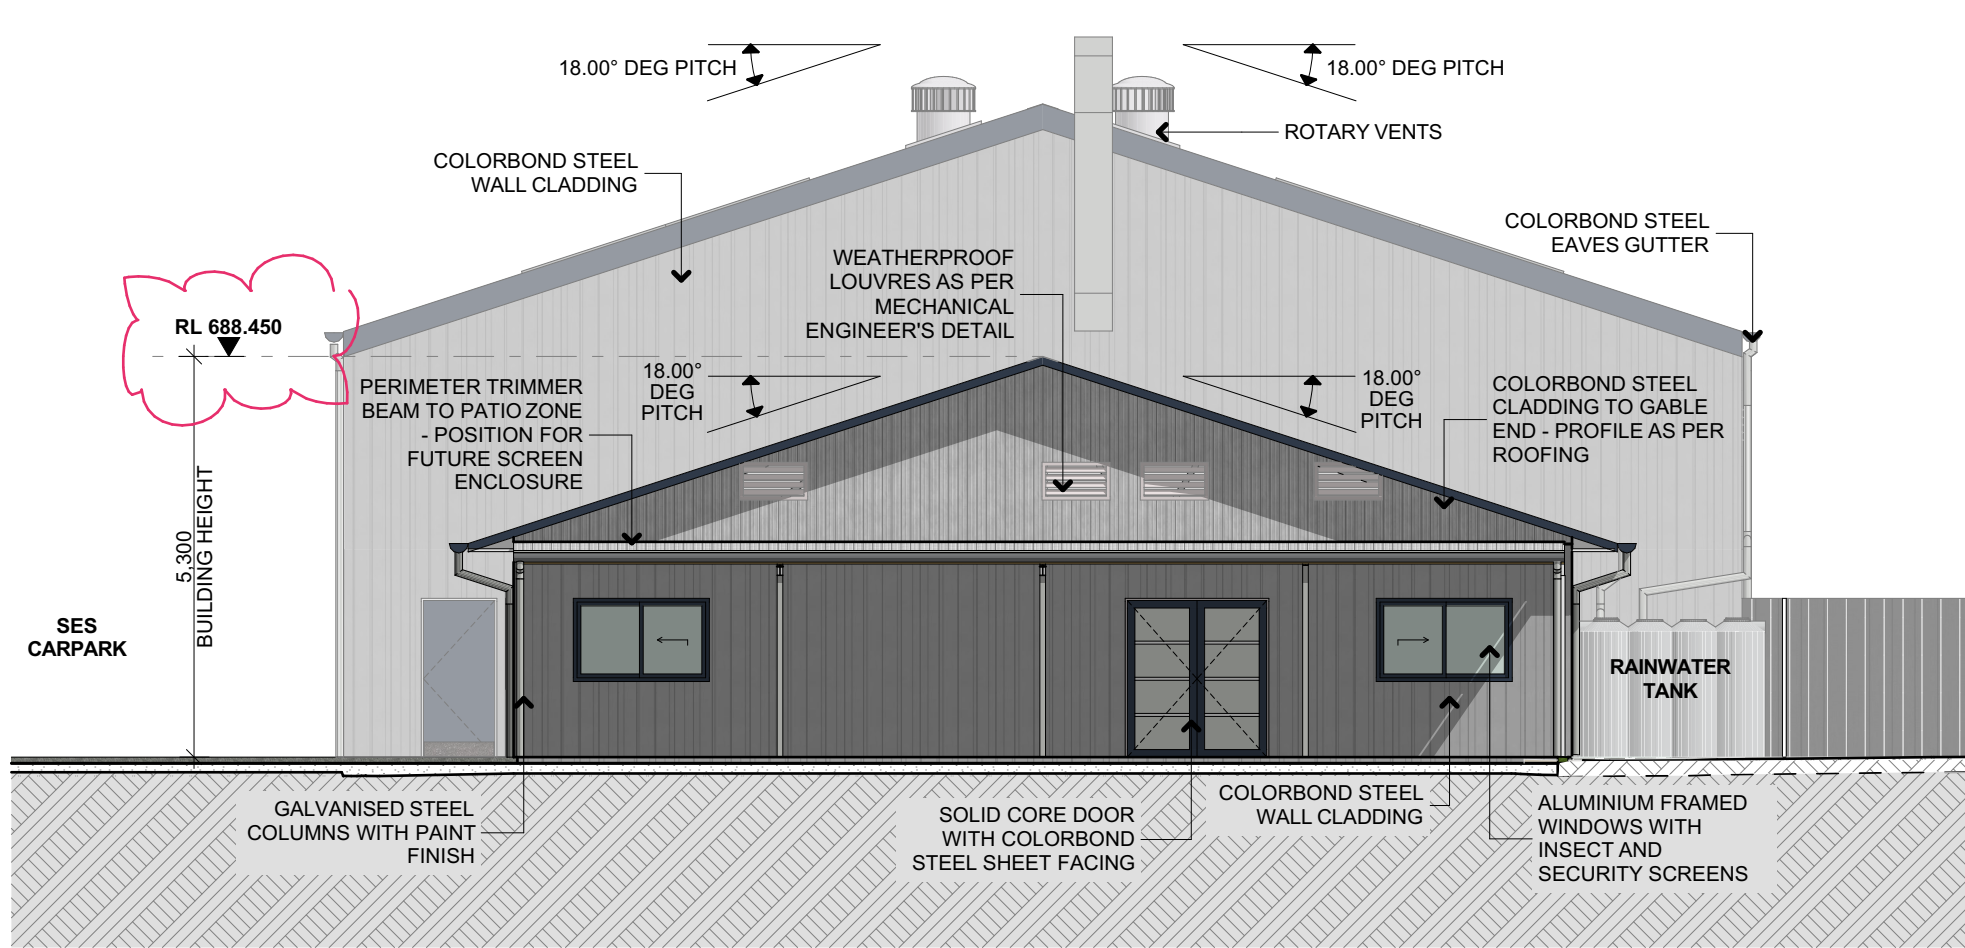 18.00° DEG PITCH
18.00° DEG PITCH
ROTARY VENTS
COLORBOND STEEL
WALL CLADDING
COLORBOND STEEL
EAVES GUTTER
WEATHERPROOF
LOUVRES AS PER
MECHANICAL
ENGINEER'S DETAIL
RL 688.450
PERIMETER TRIMMER
BEAM TO PATIO ZONE
- POSITION FOR
FUTURE SCREEN
ENCLOSURE
18.00°
DEG
PITCH
18.00°
DEG
PITCH
COLORBOND STEEL
CLADDING TO GABLE
END - PROFILE AS PER
ROOFING
5,300
BUILDING HEIGHT
SES
CARPARK
RAINWATER
TANK
GALVANISED STEEL
COLUMNS WITH PAINT
FINISH
SOLID CORE DOOR
WITH COLORBOND
STEEL SHEET FACING
COLORBOND STEEL
WALL CLADDING
ALUMINIUM FRAMED
WINDOWS WITH
INSECT AND
SECURITY SCREENS